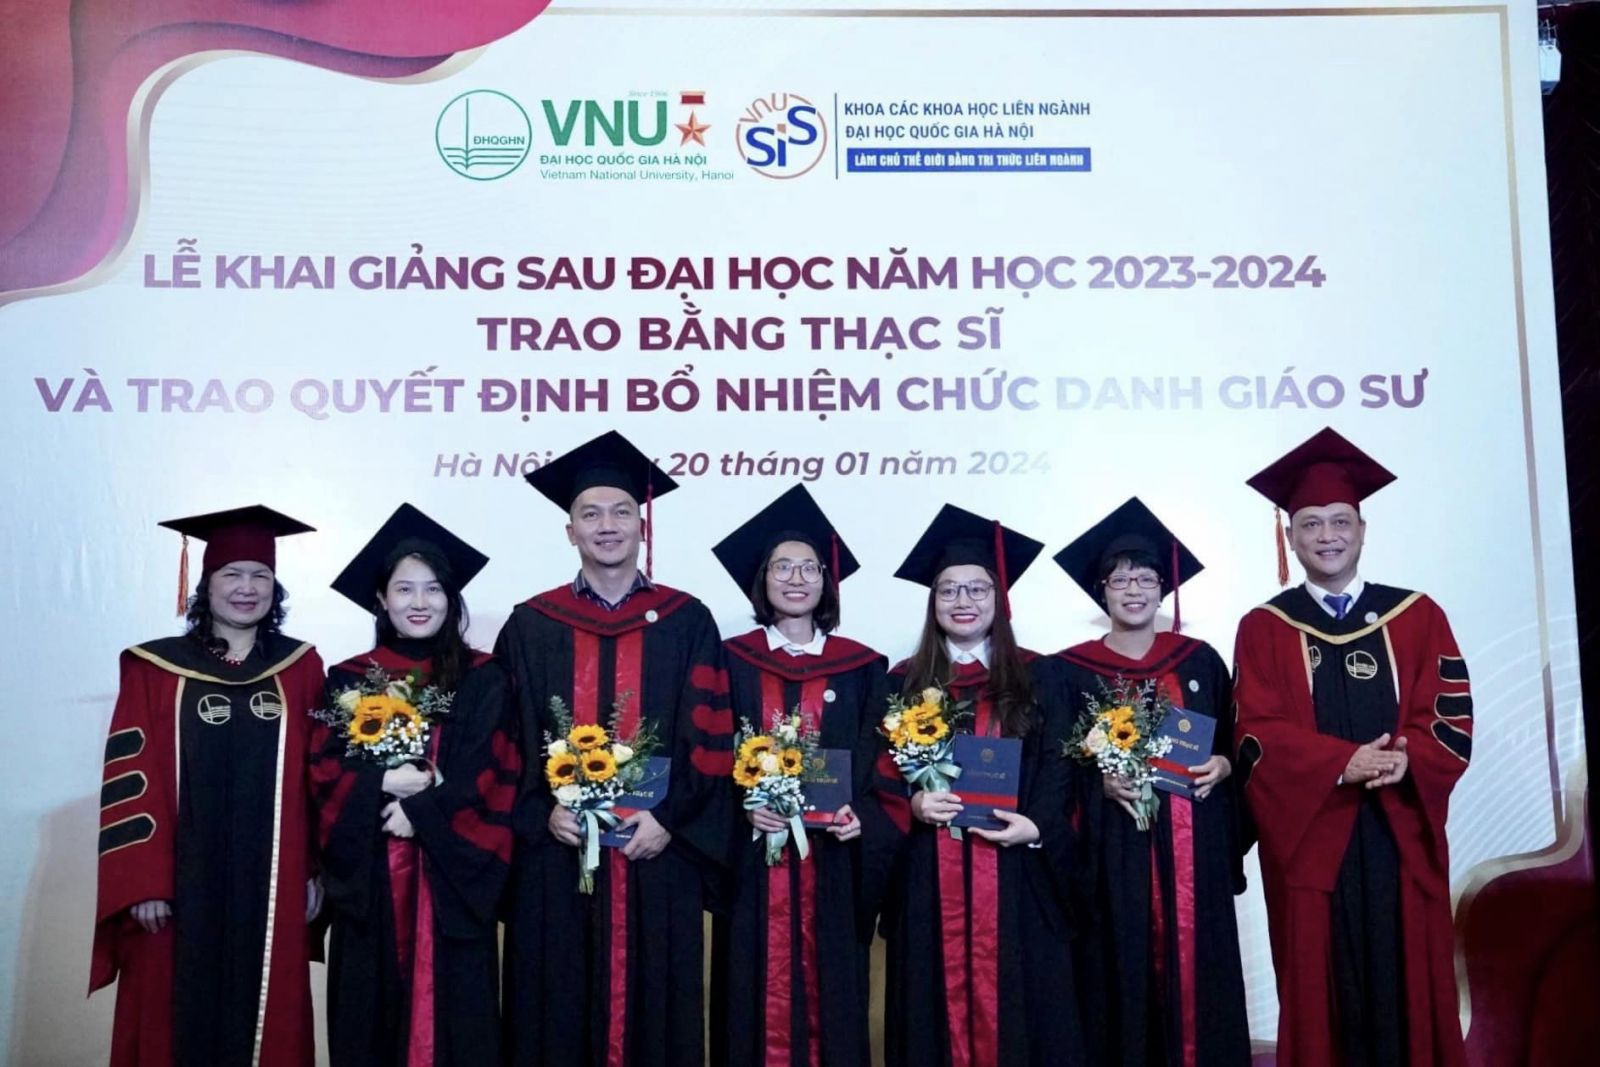 Since 1906
ĐHQGHN
VNU
ĐẠI HỌC QUỐC GIA HÀ NỘI
Vietnam National University, Hanoi
VNU
SiS
KHOA CÁC KHOA HỌC LIÊN NGÀNH
ĐẠI HỌC QUỐC GIA HÀ NỘI
LÀM CHỦ THẾ GIỚI BẰNG TRI THỨC LIÊN NGÀNH
LỄ KHAI GIẢNG SAU ĐẠI HỌC NĂM HỌC 2023-2024
TRAO BẰNG THẠC SĨ
VÀ TRAO QUYẾT ĐỊNH BỔ NHIỆM CHỨC DANH GIÁO SƯ
Hà Nội, 20 tháng 01 năm 2024
BẰNG THẠC SĨ